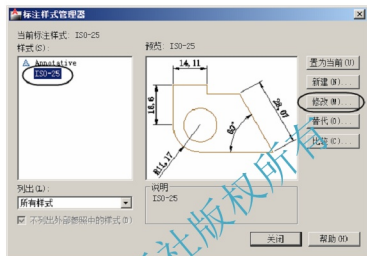 标注样式管理器
当前标注样式: ISO-25
样式(S):
预览: ISO-25
Annotative
ISO-25
14,11
16,6
28,07
60°
R11,17
置为当前(U)
新建(N)...
修改(M)...
替代(O)...
比较(C)...
列出(L):
所有样式
不列出外部参照中的样式(D)
说明
ISO-25
关闭
帮助(H)
社版权所有